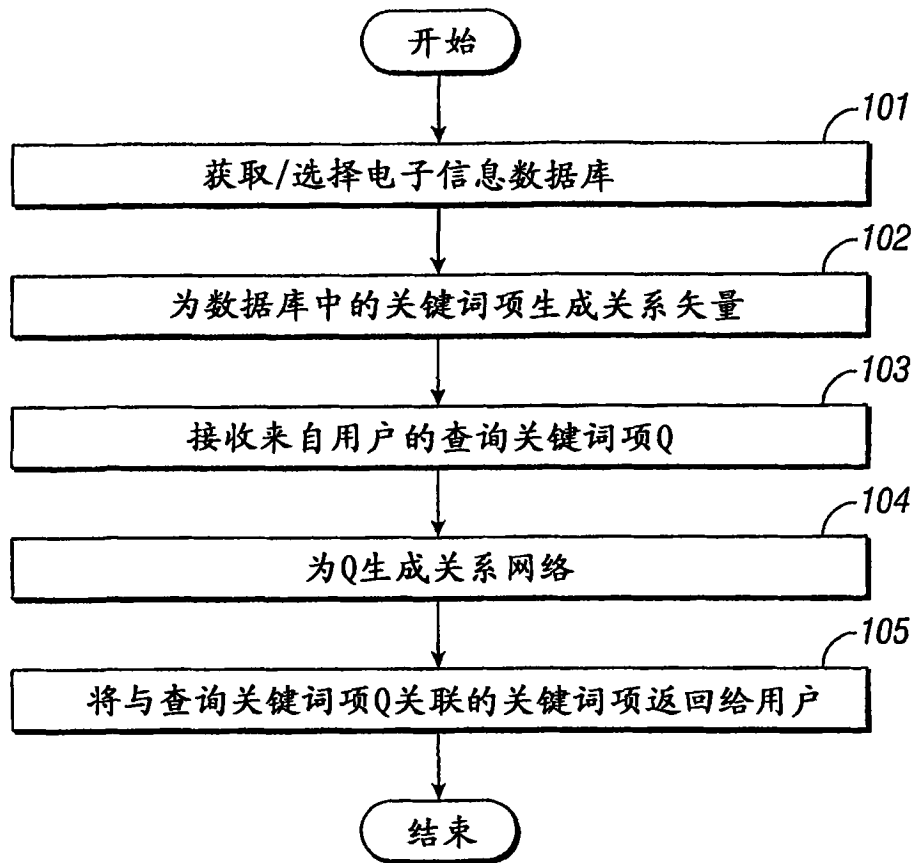 开始
101
获取/选择电子信息数据库
102
为数据库中的关键词项生成关系矢量
103
接收来自用户的查询关键词项Q
104
为Q生成关系网络
105
将与查询关键词项Q关联的关键词项返回给用户
结束